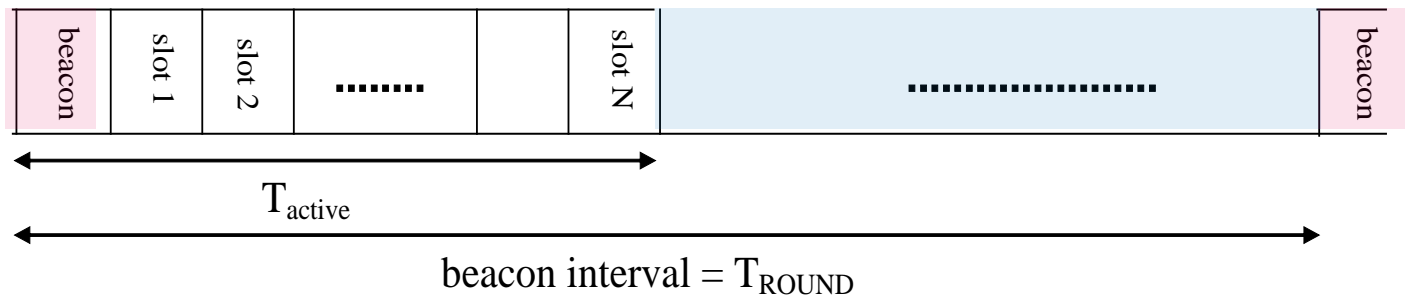 beacon
slot 1
slot 2
........
slot N
......................
beacon
T_active
beacon interval = T_ROUND